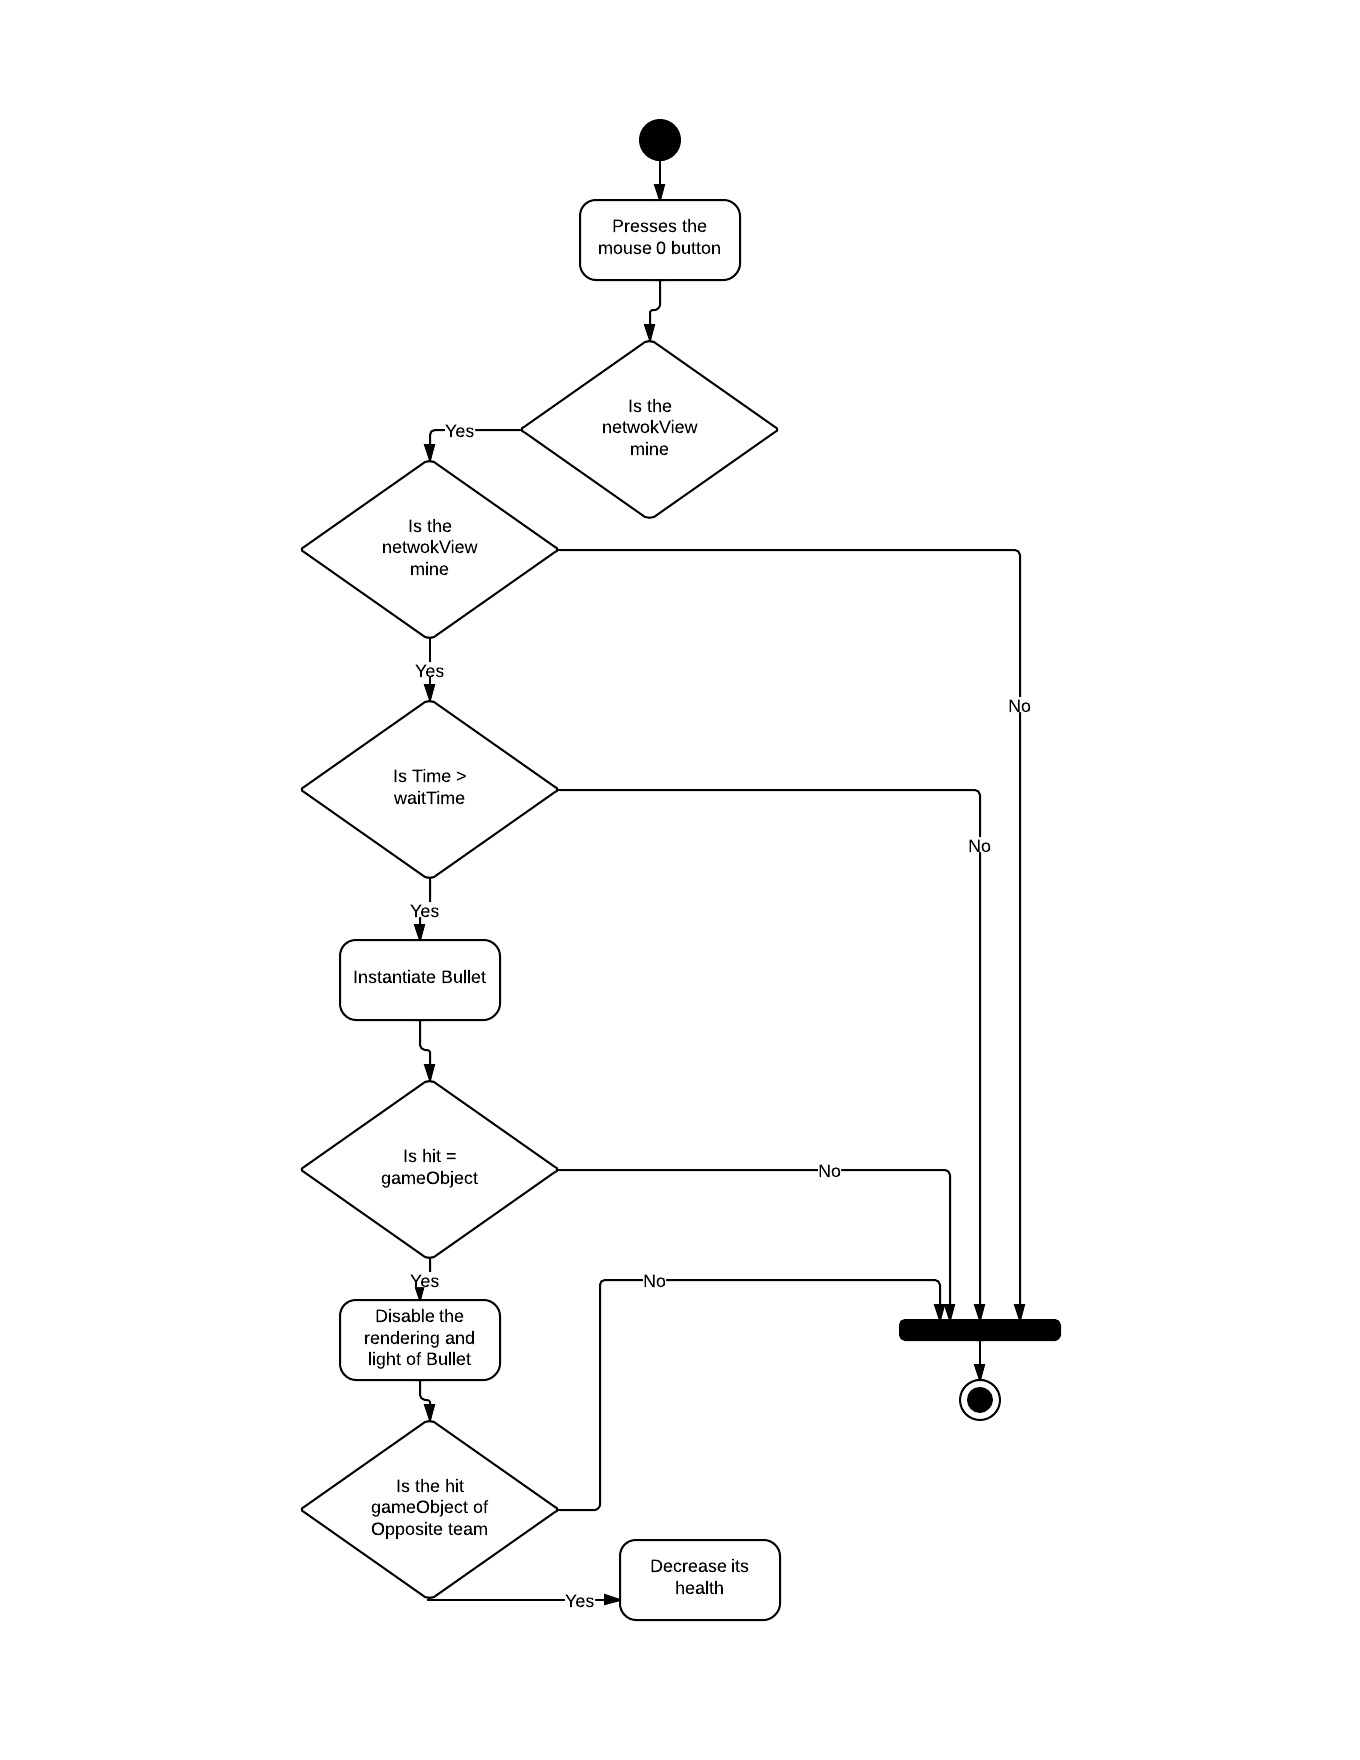 Presses the
mouse 0 button
Is the
netwokView
mine
Yes
Is the
netwokView
mine
Yes
No
Is Time >
waitTime
No
Yes
Instantiate Bullet
Is hit =
gameObject
No
Yes
No
Disable the
rendering and
light of Bullet
Is the hit
gameObject of
Opposite team
Decrease its
health
Yes